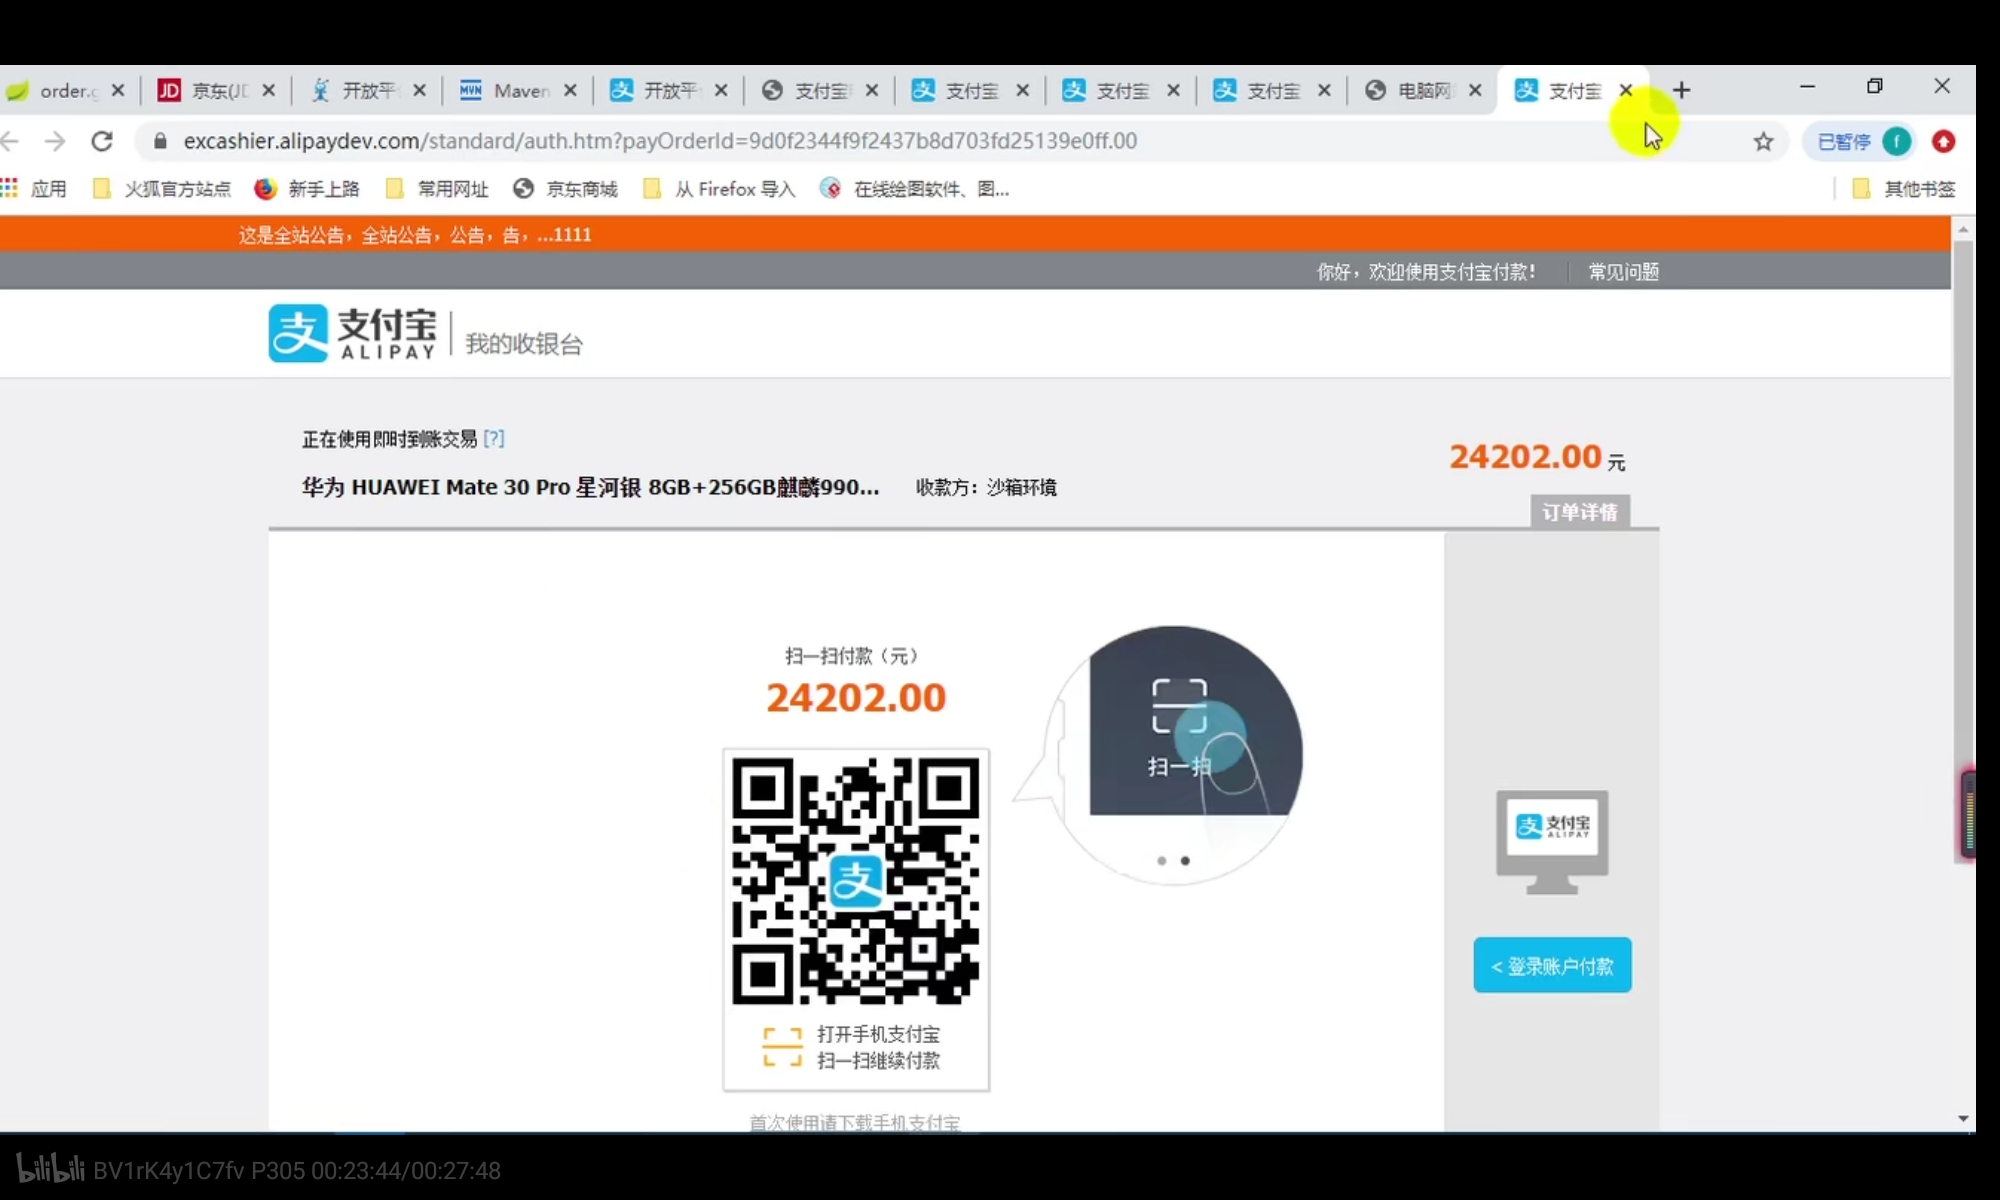 order.g 京东(JD 开放平 Maven 开放平 支付宝 支付宝 支付宝 支付宝 电脑网 支付宝
excashier.alipaydev.com/standard/auth.htm?payOrderId=9d0f2344f9f2437b8d703fd25139e0ff.00 已暂停 f
应用 火狐官方站点 新手上路 常用网址 京东商城 从 Firefox 导入 在线绘图软件、图... 其他书签
这是全站公告，全站公告，公告，告，...1111
你好，欢迎使用支付宝付款！ 常见问题
支付宝 ALIPAY 我的收银台
正在使用即时到账交易 [?]
24202.00 元
华为 HUAWEI Mate 30 Pro 星河银 8GB+256GB麒麟990... 收款方：沙箱环境
订单详情
扫一扫付款（元）
24202.00
扫一扫
支付宝
ALIPAY
< 登录账户付款
打开手机支付宝
扫一扫继续付款
首次使用请下载手机支付宝
bilibili BV1rK4y1C7fv P305 00:23:44/00:27:48